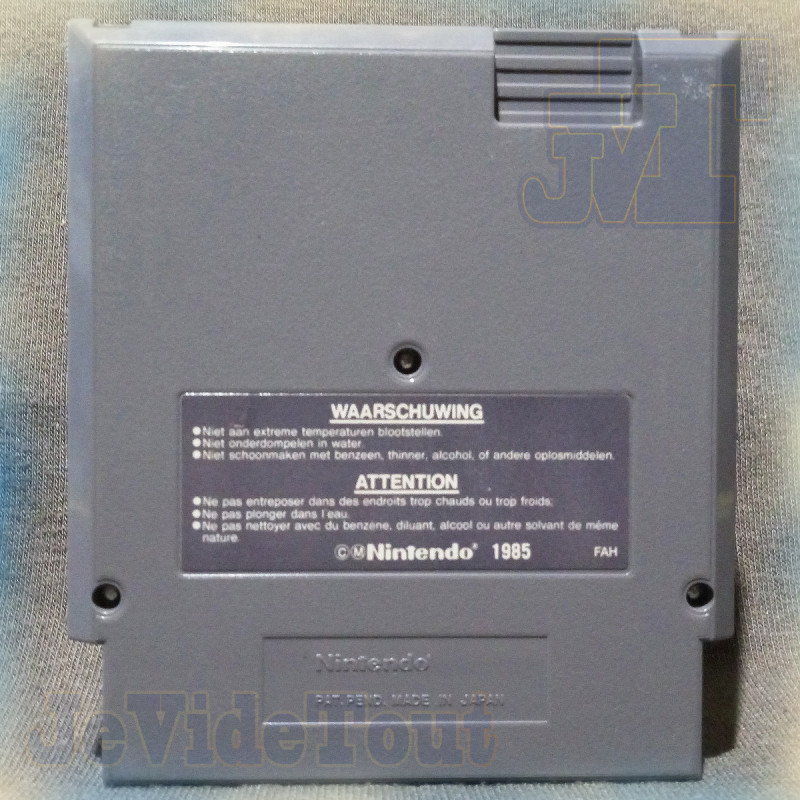 JVL
WAARSCHUWING
●Niet aan extreme temperaturen blootstellen.
●Niet onderdompelen in water.
●Niet schoonmaken met benzeen, thinner, alcohol, of andere oplosmiddelen.
ATTENTION
●Ne pas entreposer dans des endroits trop chauds ou trop froids.
●Ne pas plonger dans l'eau.
●Ne pas nettoyer avec du benzène, diluant, alcool ou autre solvant de même
nature.
ⒸⓂNintendo® 1985 FAH
Nintendo®
PAT. PEND. MADE IN JAPAN
JeVideTout